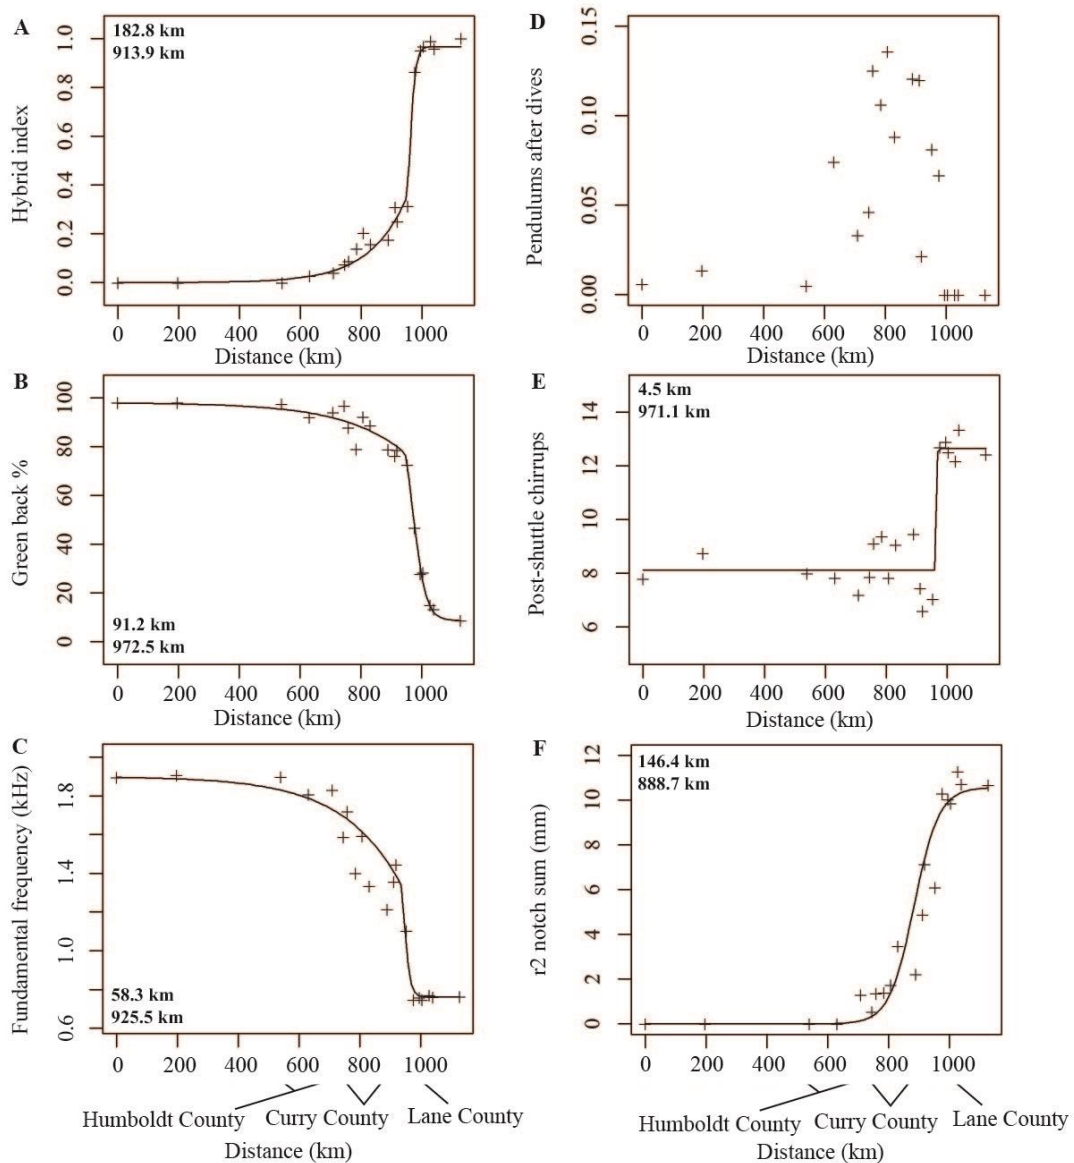 A
182.8 km
913.9 km
Hybrid index
1.0
0.8
0.6
0.4
0.2
0.0
0 200 400 600 800 1000
Distance (km)
B
Green back %
100
80
60
40
20
0
91.2 km
972.5 km
0 200 400 600 800 1000
Distance (km)
C
Fundamental frequency (kHz)
1.8
1.4
1.0
0.6
58.3 km
925.5 km
0 200 400 600 800 1000
Humboldt County Curry County Lane County
Distance (km)
D
Pendulums after dives
0.15
0.10
0.05
0.00
0 200 400 600 800 1000
Distance (km)
E
4.5 km
971.1 km
Post-shuttle chirrups
14
12
10
8
6
0 200 400 600 800 1000
Distance (km)
F
146.4 km
888.7 km
r2 notch sum (mm)
12
10
8
6
4
2
0
0 200 400 600 800 1000
Humboldt County Curry County Lane County
Distance (km)